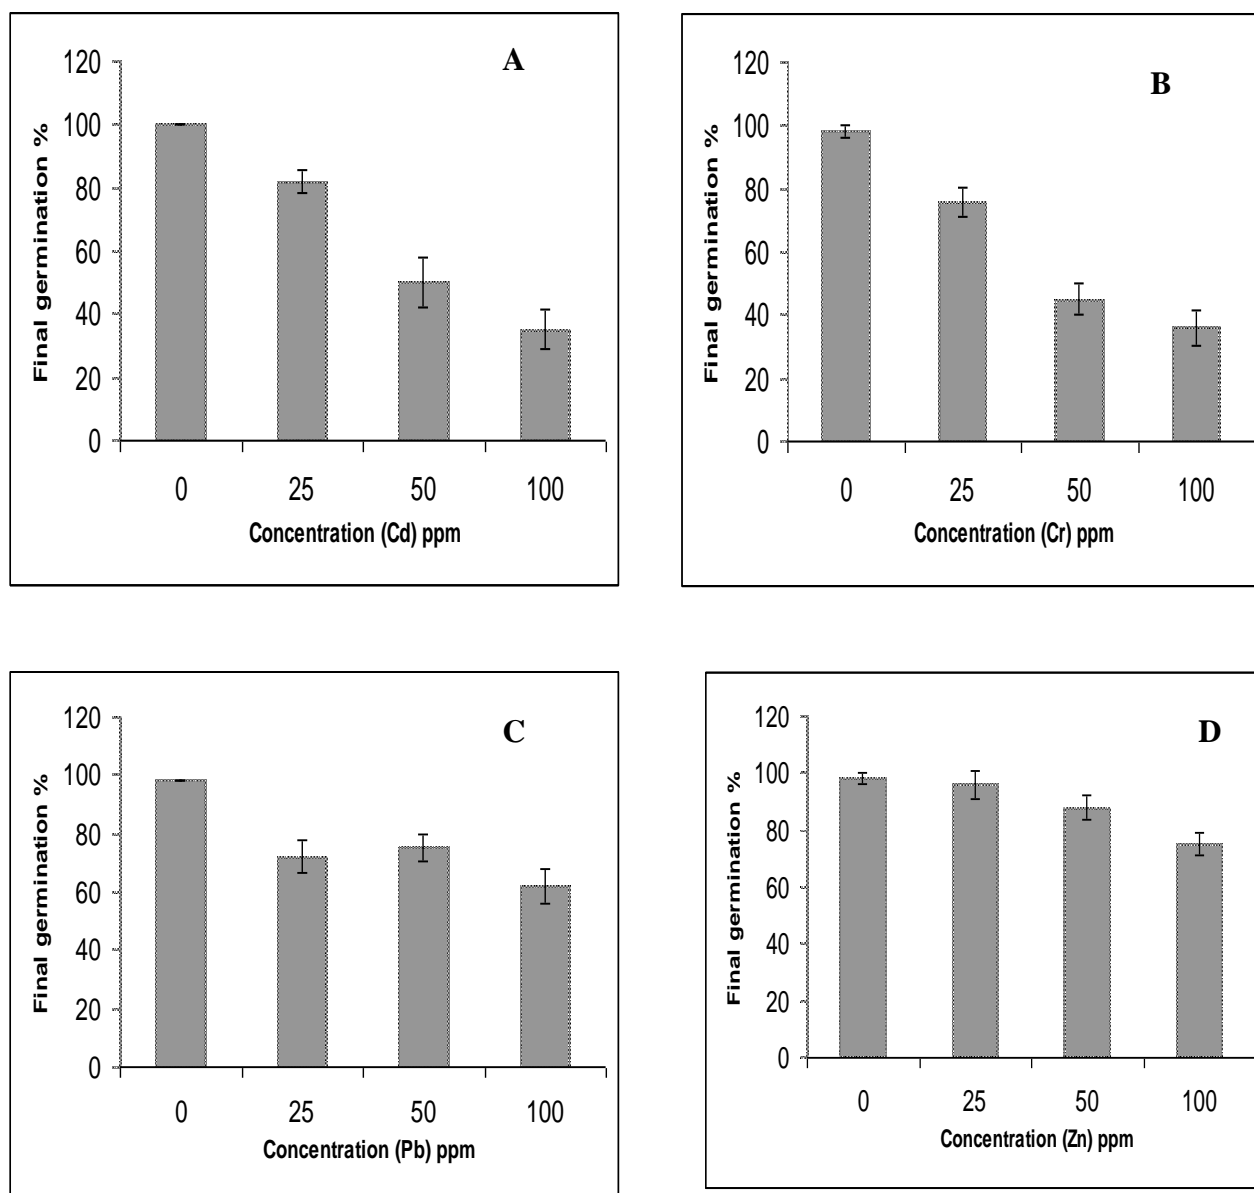 A
Final germination %
120
100
80
60
40
20
0
0 25 50 100
Concentration (Cd) ppm
B
Final germination %
120
100
80
60
40
20
0
0 25 50 100
Concentration (Cr) ppm
C
Final germination %
120
100
80
60
40
20
0
0 25 50 100
Concentration (Pb) ppm
D
Final germination %
120
100
80
60
40
20
0
0 25 50 100
Concentration (Zn) ppm